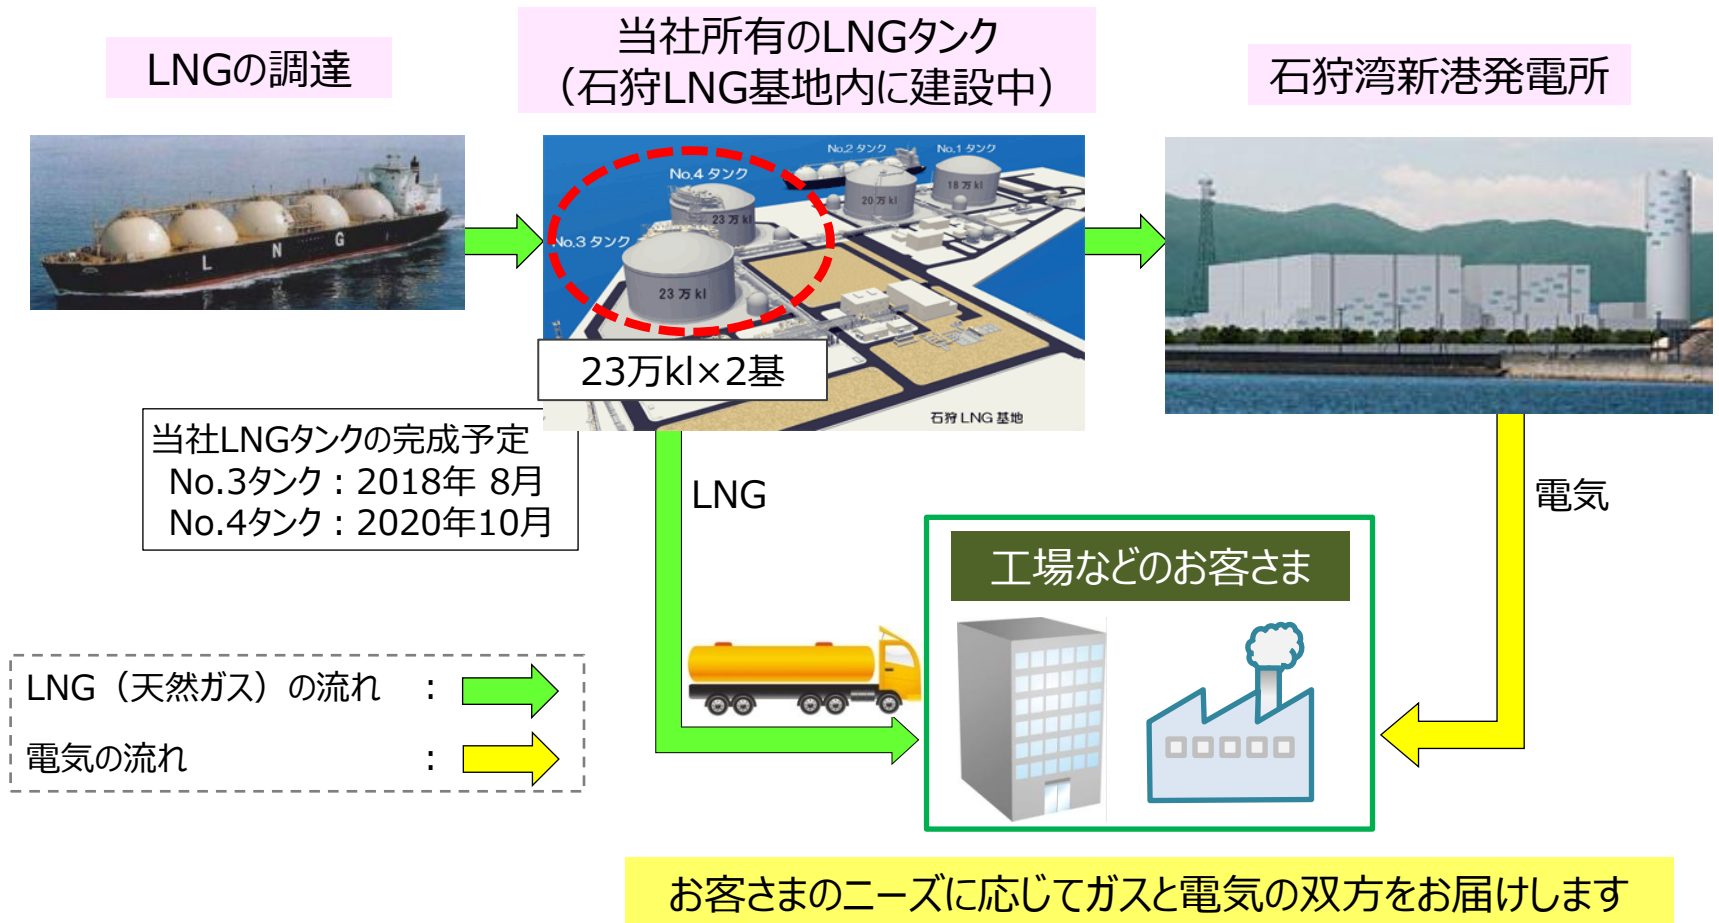 LNGの調達
当社所有のLNGタンク
（石狩LNG基地内に建設中）
石狩湾新港発電所
L N G
No.2 タンク
No.1 タンク
No.4 タンク
18 万 kl
20 万 kl
23 万 kl
No.3 タンク
23 万 kl
23万kl×2基
石狩 LNG 基地
当社LNGタンクの完成予定
No.3タンク：2018年 8月
No.4タンク：2020年10月
LNG
電気
工場などのお客さま
LNG（天然ガス）の流れ ：
電気の流れ ：
お客さまのニーズに応じてガスと電気の双方をお届けします